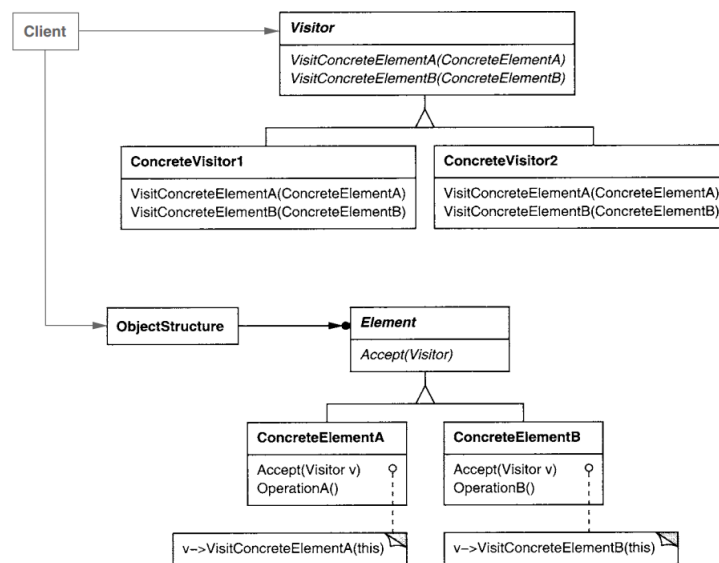 Client
Visitor
VisitConcreteElementA(ConcreteElementA)
VisitConcreteElementB(ConcreteElementB)
ConcreteVisitor1
VisitConcreteElementA(ConcreteElementA)
VisitConcreteElementB(ConcreteElementB)
ConcreteVisitor2
VisitConcreteElementA(ConcreteElementA)
VisitConcreteElementB(ConcreteElementB)
ObjectStructure
Element
Accept(Visitor)
ConcreteElementA
Accept(Visitor v)
OperationA()
ConcreteElementB
Accept(Visitor v)
OperationB()
v->VisitConcreteElementA(this)
v->VisitConcreteElementB(this)